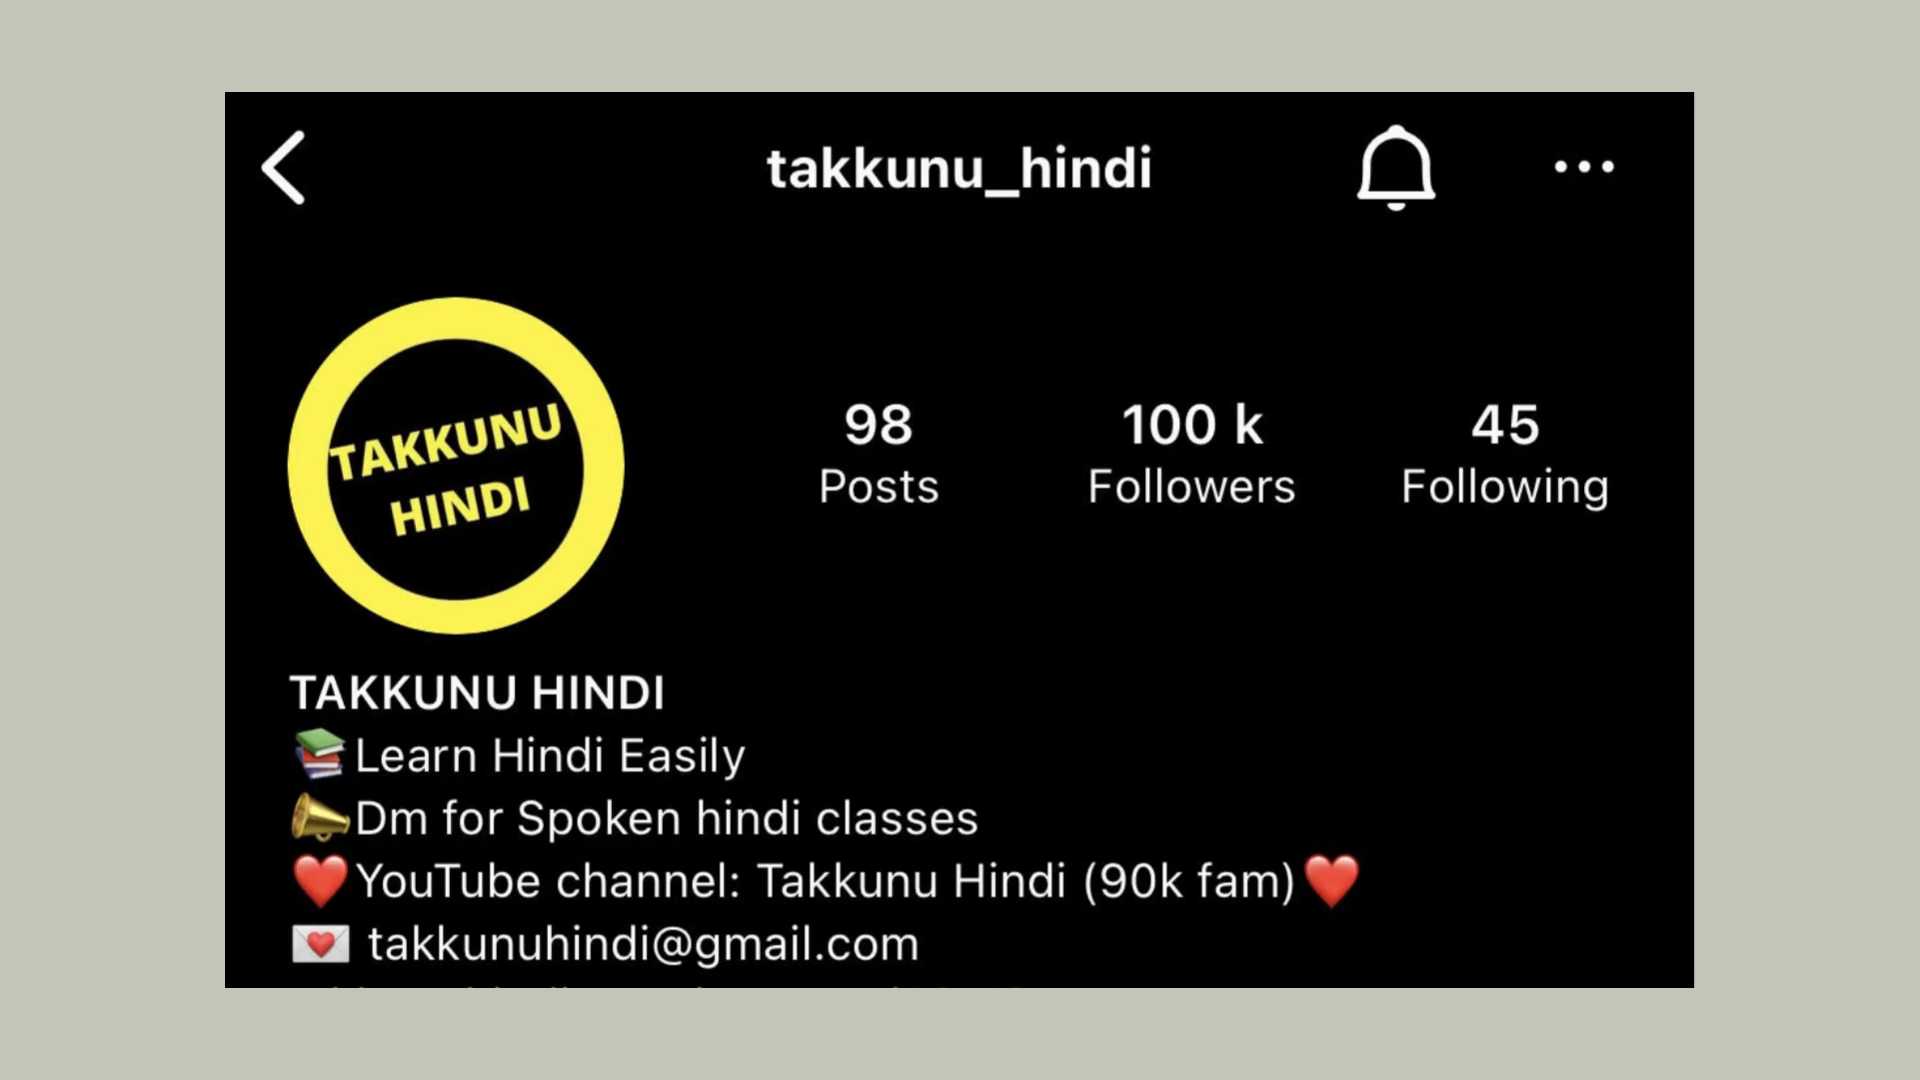 takkunu_hindi
TAKKUNU
HINDI
98
Posts
100 k
Followers
45
Following
TAKKUNU HINDI
📚Learn Hindi Easily
📣Dm for Spoken hindi classes
❤️YouTube channel: Takkunu Hindi (90k fam)❤️
💌 takkunuhindi@gmail.com